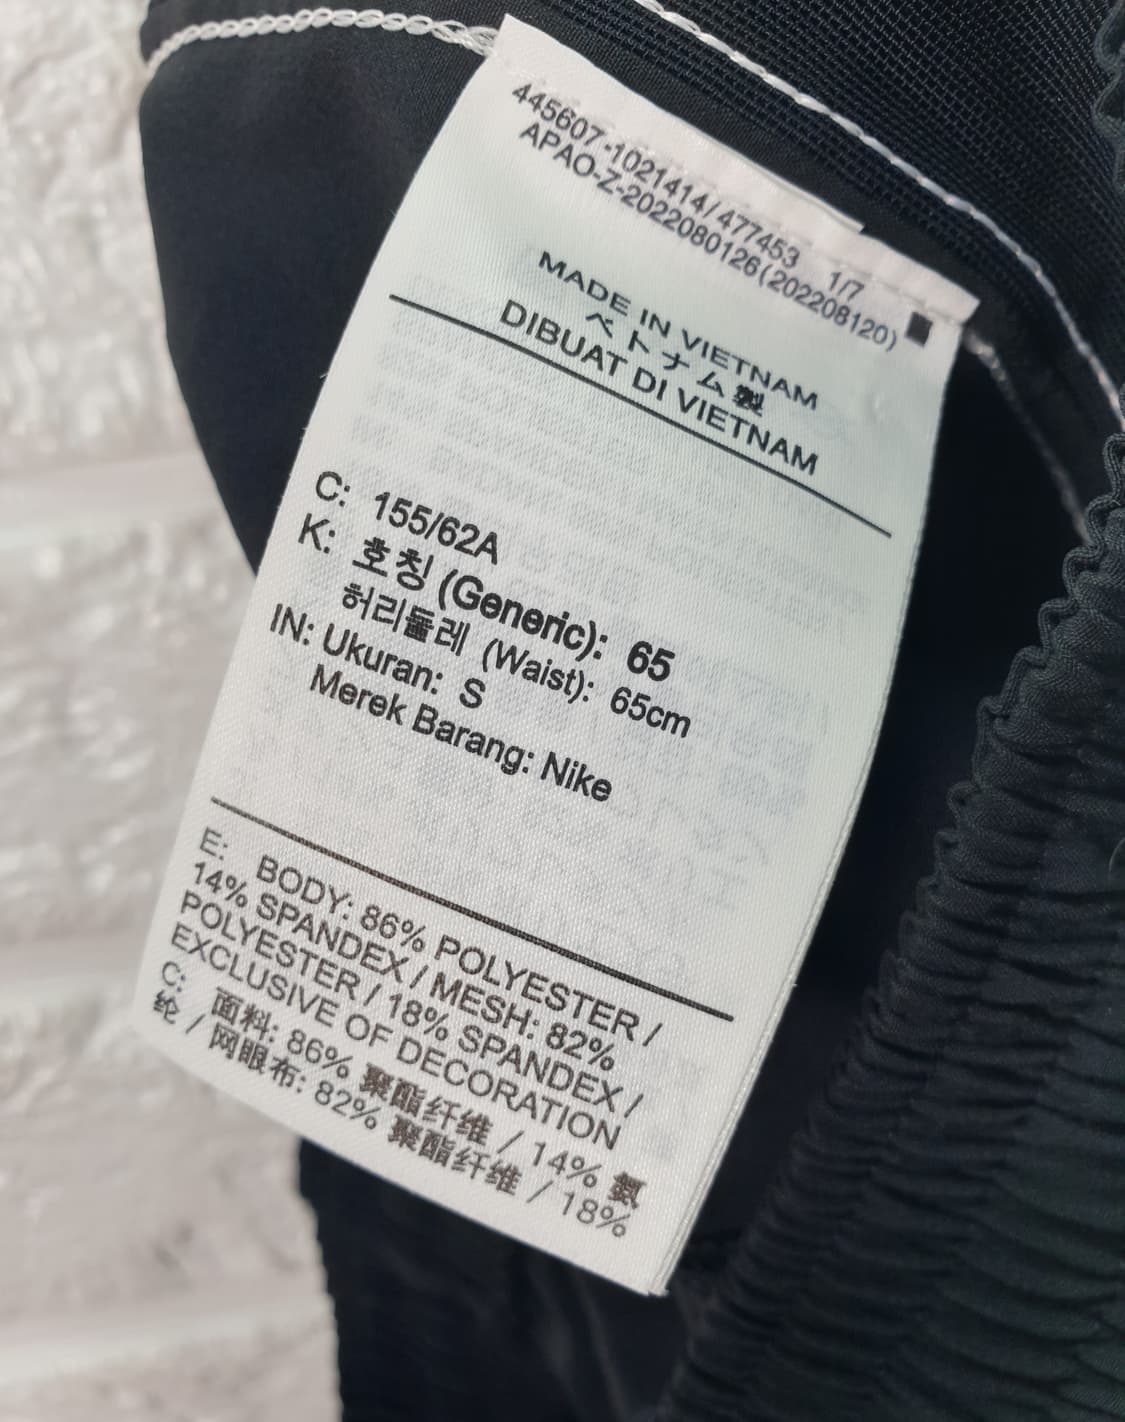 445607-1021414/477453 1/7
APAO-Z-2022080126(202208120)
MADE IN VIETNAM
ベトナム製
DIBUAT DI VIETNAM
C: 155/62A
K: 호칭 (Generic): 65
허리둘레 (Waist): 65cm
IN: Ukuran: S
Merek Barang: Nike
E: BODY: 86% POLYESTER /
14% SPANDEX / MESH: 82%
POLYESTER / 18% SPANDEX /
EXCLUSIVE OF DECORATION
C: 面料: 86% 聚酯纤维 / 14% 氨
纶 / 网眼布: 82% 聚酯纤维 / 18%